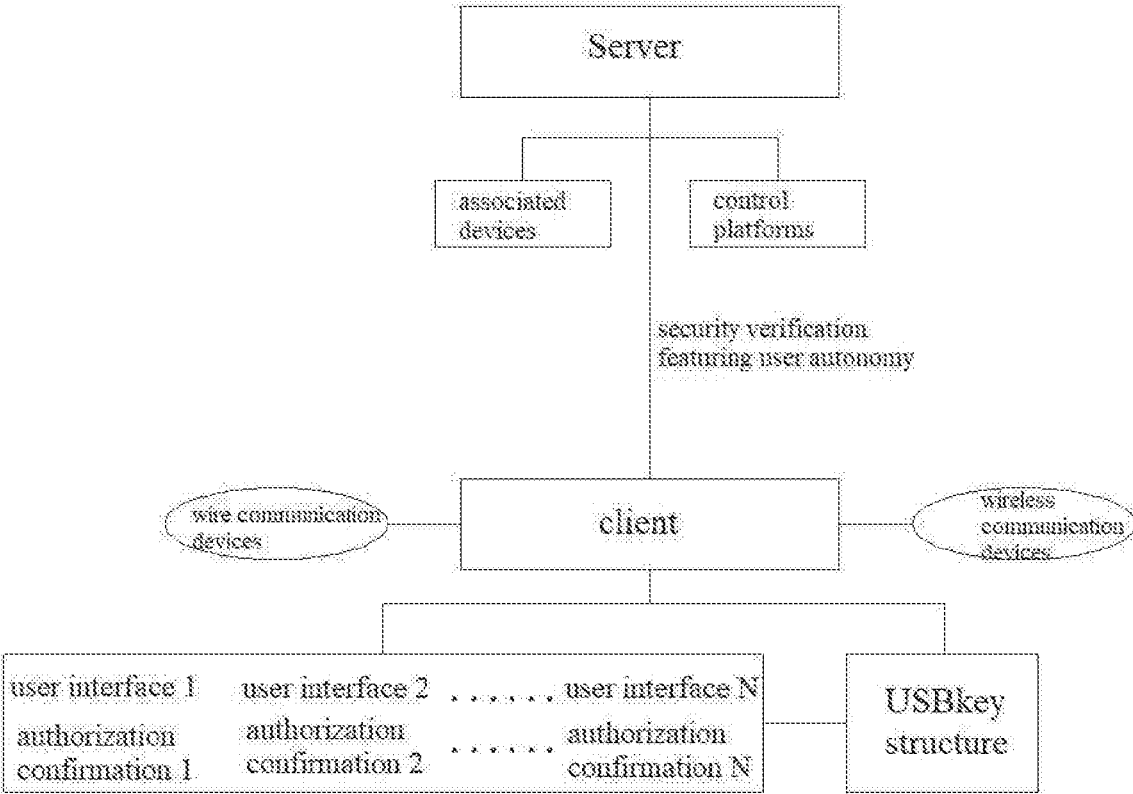 Server
associated
devices
control
platforms
security verification
featuring user autonomy
wire communication
devices
client
wireless
communication
devices
user interface 1
user interface 2
. . . . . .
user interface N
authorization
confirmation 1
authorization
confirmation 2
. . . . . .
authorization
confirmation N
USBkey
structure